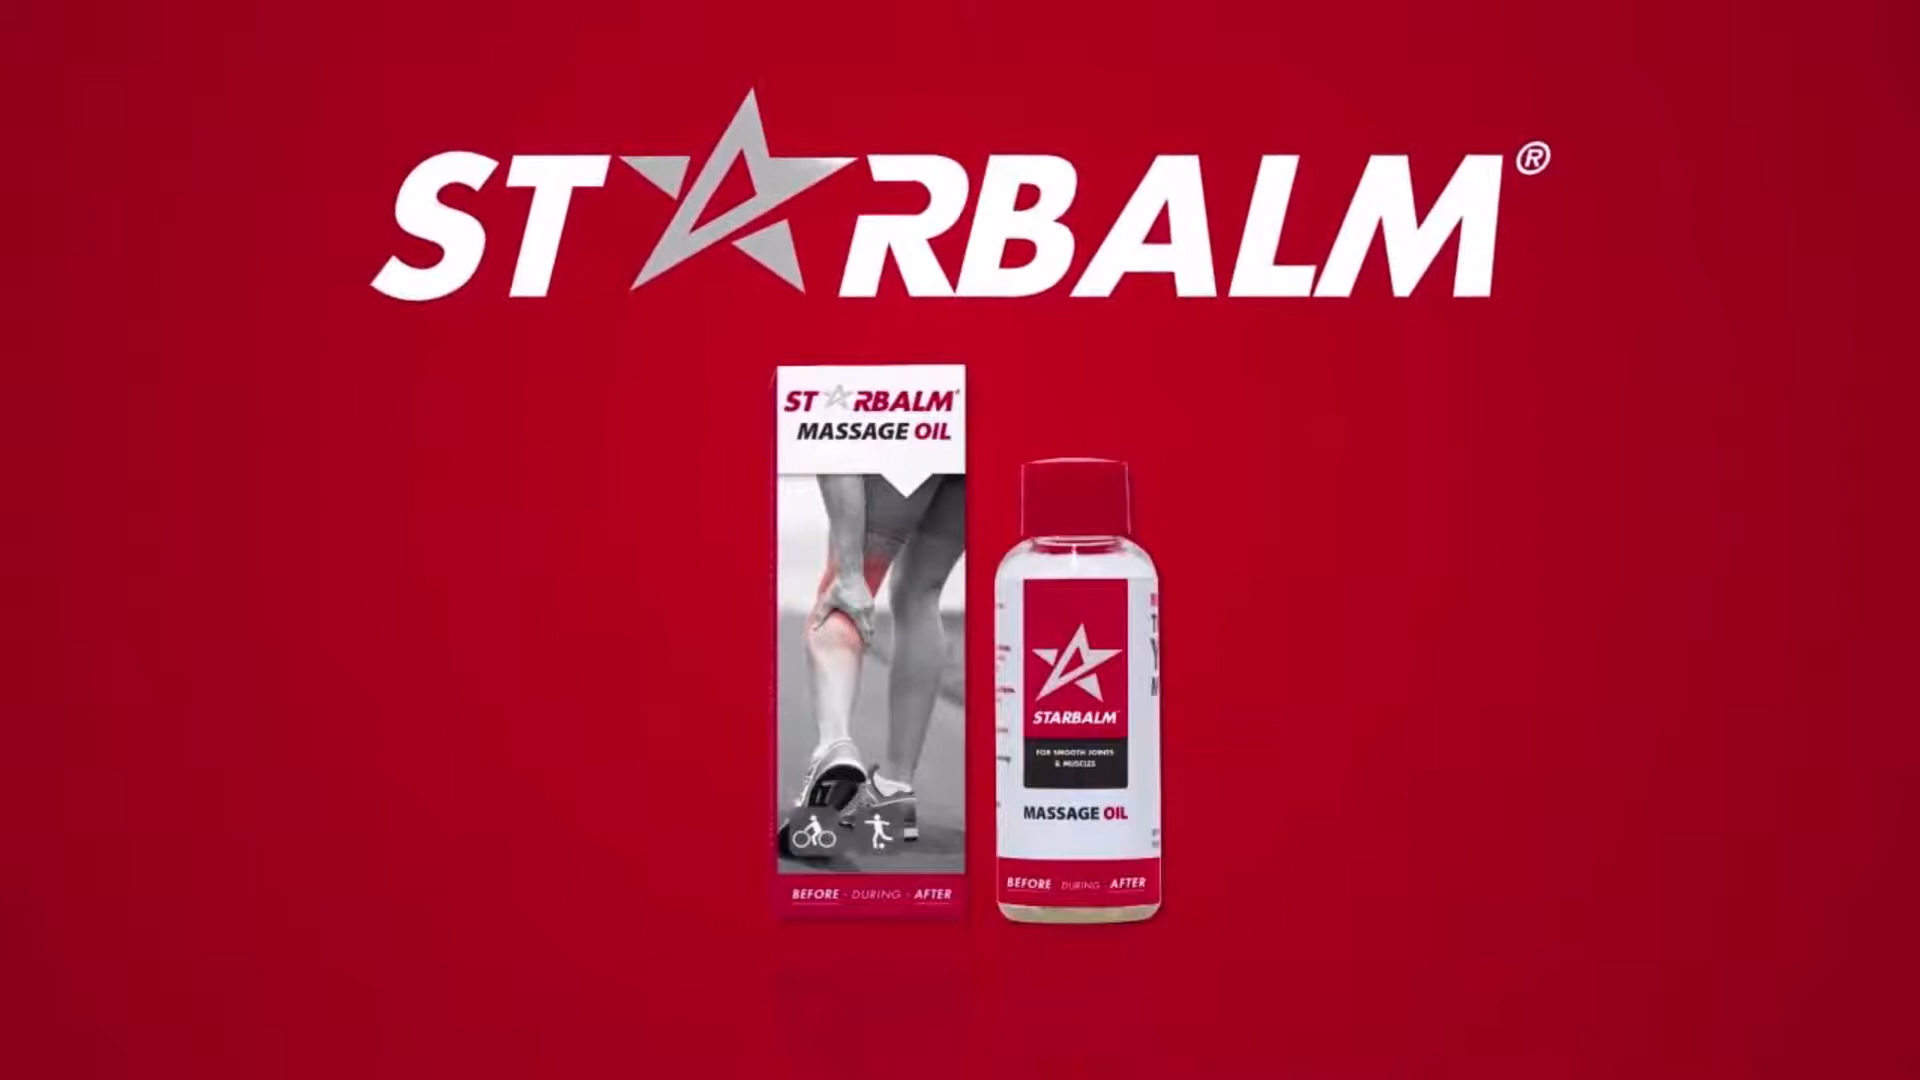 STARBALM®
STARBALM
MASSAGE OIL
BEFORE · DURING · AFTER
STARBALM
FOR SMOOTH JOINTS
& MUSCLES
MASSAGE OIL
BEFORE DURING AFTER